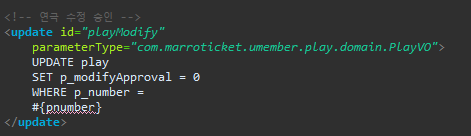 <!-- 연극 수정 승인 -->
<update id="playModify"
parameterType="com.marroticket.umember.play.domain.PlayVO">
UPDATE play
SET p_modifyApproval = 0
WHERE p_number =
#{pnumber}
</update>